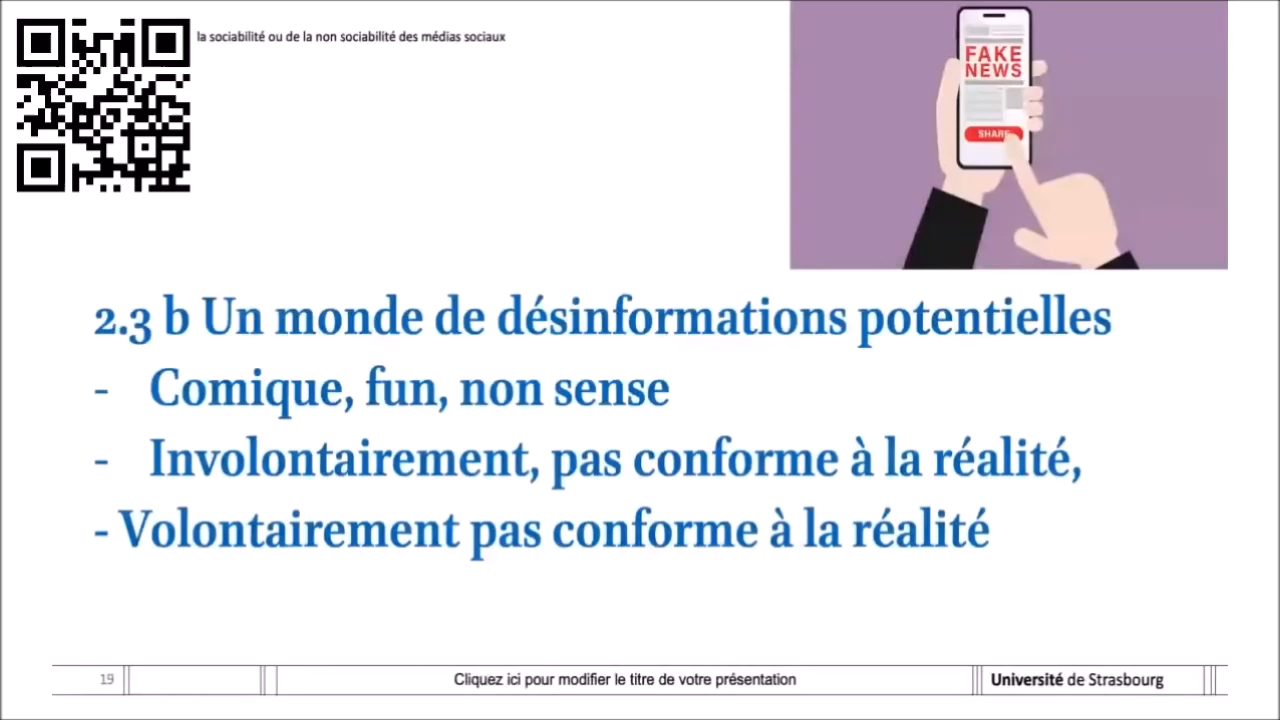 la sociabilité ou de la non sociabilité des médias sociaux
FAKE
NEWS
SHARE
2.3 b Un monde de désinformations potentielles
- Comique, fun, non sense
- Involontairement, pas conforme à la réalité,
- Volontairement pas conforme à la réalité
19
Cliquez ici pour modifier le titre de votre présentation
Université de Strasbourg